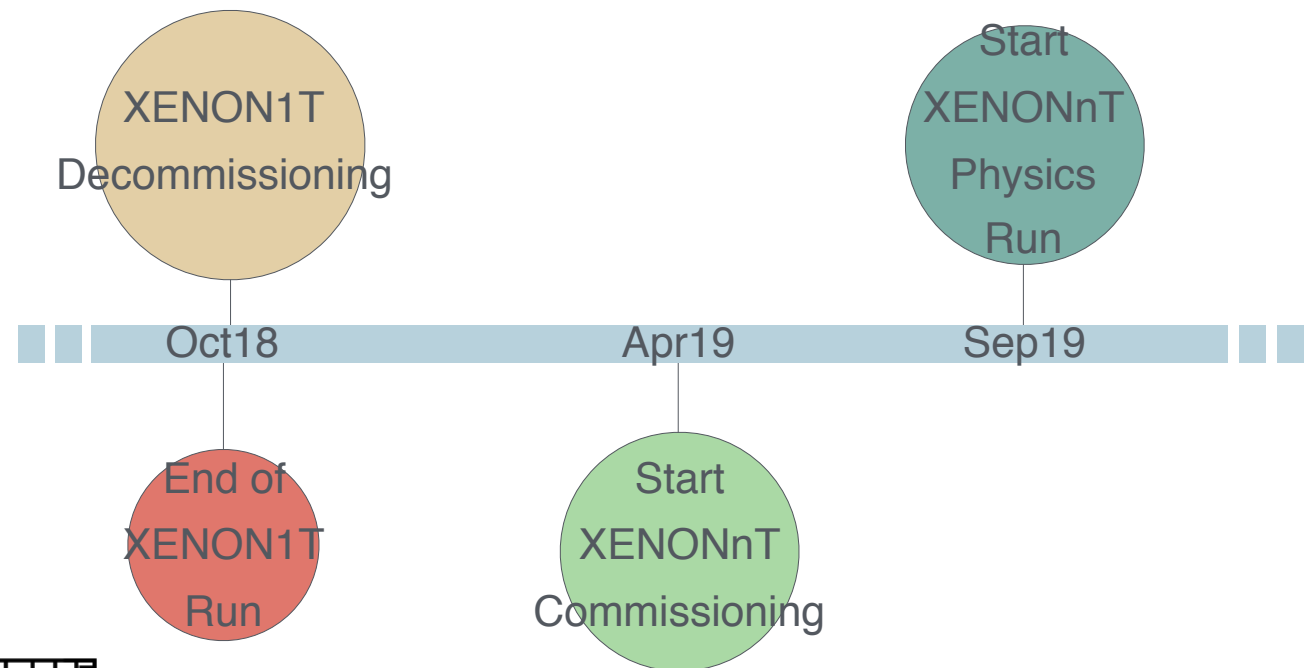 XENON1T
Decommissioning
Start
XENONnT
Physics
Run
Oct18
Apr19
Sep19
End of
XENON1T
Run
Start
XENONnT
Commissioning